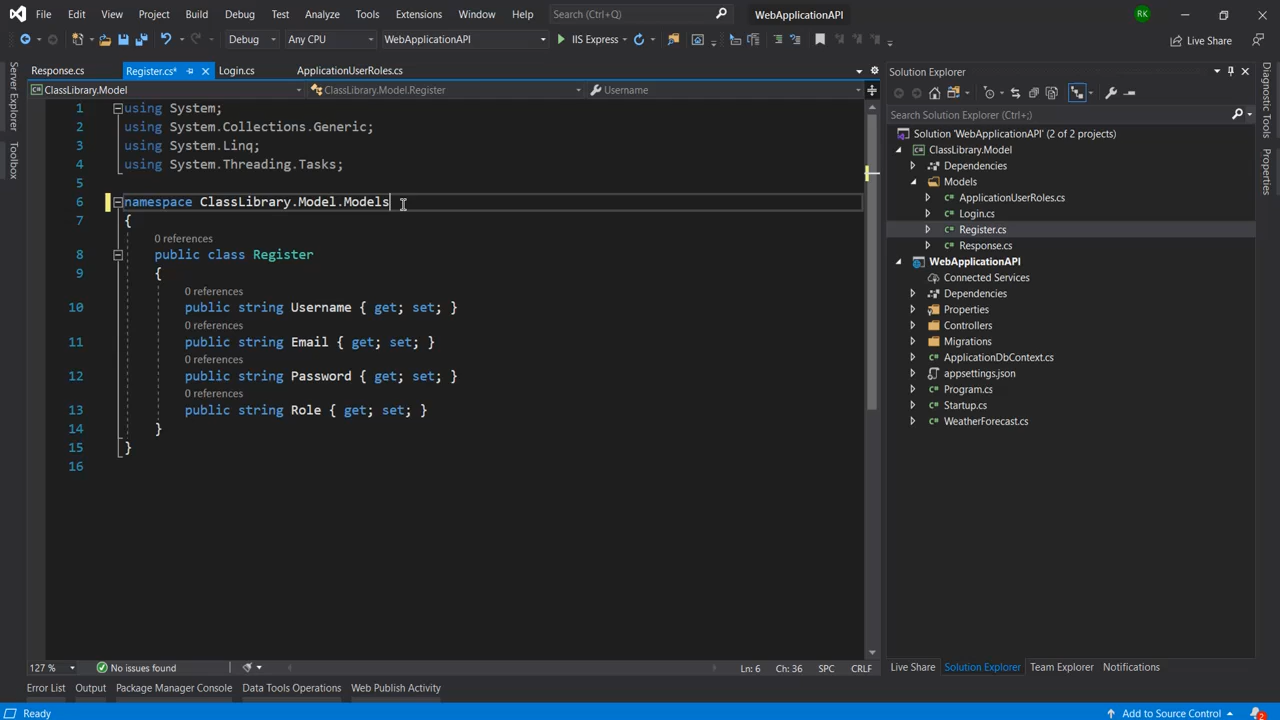 File Edit View Project Build Debug Test Analyze Tools Extensions Window Help Search (Ctrl+Q) WebApplicationAPI RK
Debug Any CPU WebApplicationAPI IIS Express Live Share
Response.cs Register.cs* Login.cs ApplicationUserRoles.cs
ClassLibrary.Model ClassLibrary.Model.Register Username
Server Explorer
Toolbox
1 using System;
2 using System.Collections.Generic;
3 using System.Linq;
4 using System.Threading.Tasks;
5
6 namespace ClassLibrary.Model.Models
7 {
0 references
8 public class Register
9 {
0 references
10 public string Username { get; set; }
0 references
11 public string Email { get; set; }
0 references
12 public string Password { get; set; }
0 references
13 public string Role { get; set; }
14 }
15 }
16
127 % No issues found Ln: 6 Ch: 36 SPC CRLF
Solution Explorer
Search Solution Explorer (Ctrl+;)
Solution 'WebApplicationAPI' (2 of 2 projects)
ClassLibrary.Model
Dependencies
Models
ApplicationUserRoles.cs
Login.cs
Register.cs
Response.cs
WebApplicationAPI
Connected Services
Dependencies
Properties
Controllers
Migrations
ApplicationDbContext.cs
appsettings.json
Program.cs
Startup.cs
WeatherForecast.cs
Live Share Solution Explorer Team Explorer Notifications
Diagnostic Tools
Properties
Error List Output Package Manager Console Data Tools Operations Web Publish Activity
Ready Add to Source Control 2